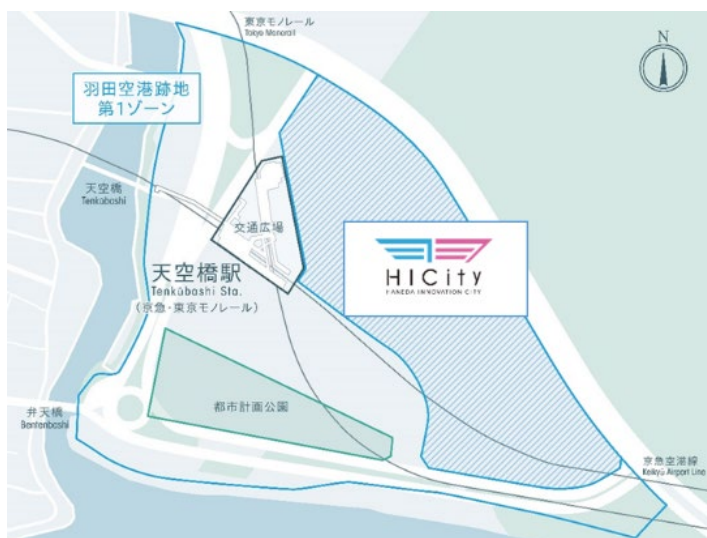 東京モノレール
Tokyo Monorail
N
羽田空港跡地
第1ゾーン
天空橋
Tenkubashi
交通広場
HICity
HANEDA INNOVATION CITY
天空橋駅
Tenkūbashi Sta.
(京急・東京モノレール)
都市計画公園
弁天橋
Bentenbashi
京急空港線
Keikyū Airport Line